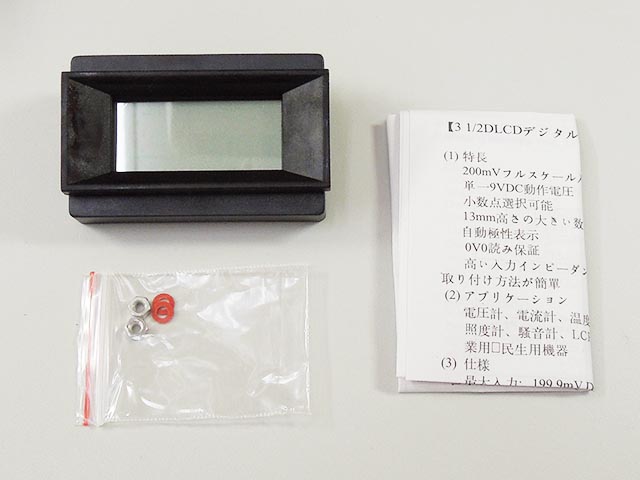 【3 1/2DLCDデジタル
(1) 特長
200mVフルスケール入
単一9VDC動作電圧
小数点選択可能
13mm高さの大きい数
自動極性表示
0V0読み保証
高い入力インピーダン
取り付け方法が簡単
(2) アプリケーション
電圧計、電流計、温度
照度計、騒音計、LC
業用□民生用機器
(3) 仕様
最大入力: 199.9mV D